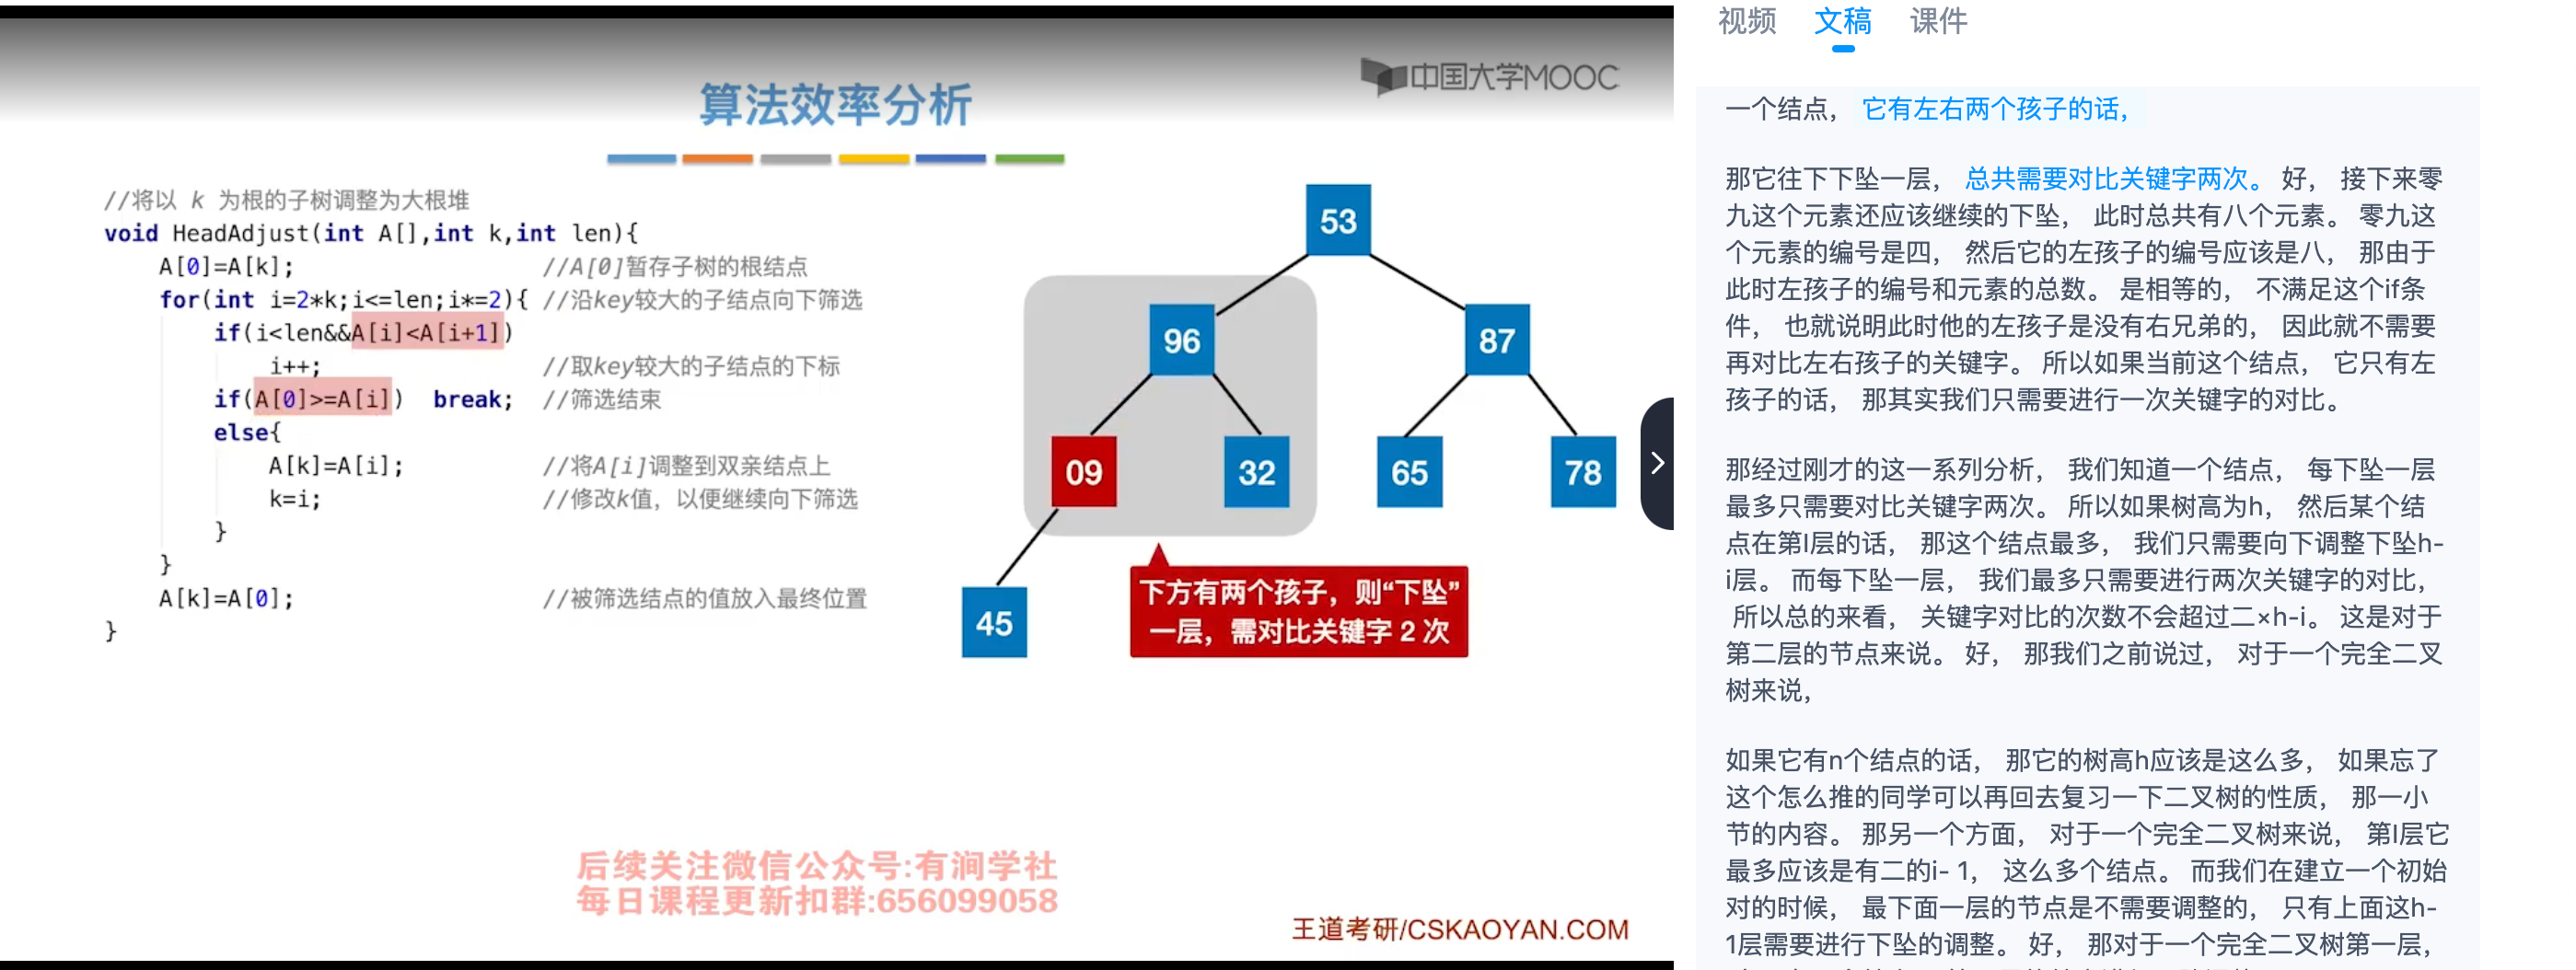 中国大学MOOC
算法效率分析
//将以 k 为根的子树调整为大根堆
void HeadAdjust(int A[],int k,int len){
A[0]=A[k]; //A[0]暂存子树的根结点
for(int i=2*k;i<=len;i*=2){ //沿key较大的子结点向下筛选
if(i<len&&A[i]<A[i+1])
i++; //取key较大的子结点的下标
if(A[0]>=A[i]) break; //筛选结束
else{
A[k]=A[i]; //将A[i]调整到双亲结点上
k=i; //修改k值，以便继续向下筛选
}
}
A[k]=A[0]; //被筛选结点的值放入最终位置
}
53
96
87
09
32
65
78
45
下方有两个孩子，则“下坠”
一层，需对比关键字 2 次
后续关注微信公众号:有涧学社
每日课程更新扣群:656099058
王道考研/CSKAOYAN.COM
视频 文稿 课件
一个结点， 它有左右两个孩子的话，
那它往下下坠一层， 总共需要对比关键字两次。 好， 接下来零
九这个元素还应该继续的下坠， 此时总共有八个元素。 零九这
个元素的编号是四， 然后它的左孩子的编号应该是八， 那由于
此时左孩子的编号和元素的总数。 是相等的， 不满足这个if条
件， 也就说明此时他的左孩子是没有右兄弟的， 因此就不需要
再对比左右孩子的关键字。 所以如果当前这个结点， 它只有左
孩子的话， 那其实我们只需要进行一次关键字的对比。
那经过刚才的这一系列分析， 我们知道一个结点， 每下坠一层
最多只需要对比关键字两次。 所以如果树高为h， 然后某个结
点在第I层的话， 那这个结点最多， 我们只需要向下调整下坠h-
i层。 而每下坠一层， 我们最多只需要进行两次关键字的对比，
所以总的来看， 关键字对比的次数不会超过二×h-i。 这是对于
第二层的节点来说。 好， 那我们之前说过， 对于一个完全二叉
树来说，
如果它有n个结点的话， 那它的树高h应该是这么多， 如果忘了
这个怎么推的同学可以再回去复习一下二叉树的性质， 那一小
节的内容。 那另一个方面， 对于一个完全二叉树来说， 第I层它
最多应该是有二的i- 1， 这么多个结点。 而我们在建立一个初始
对的时候， 最下面一层的节点是不需要调整的， 只有上面这h-
1层需要进行下坠的调整。 好， 那对于一个完全二叉树第一层，